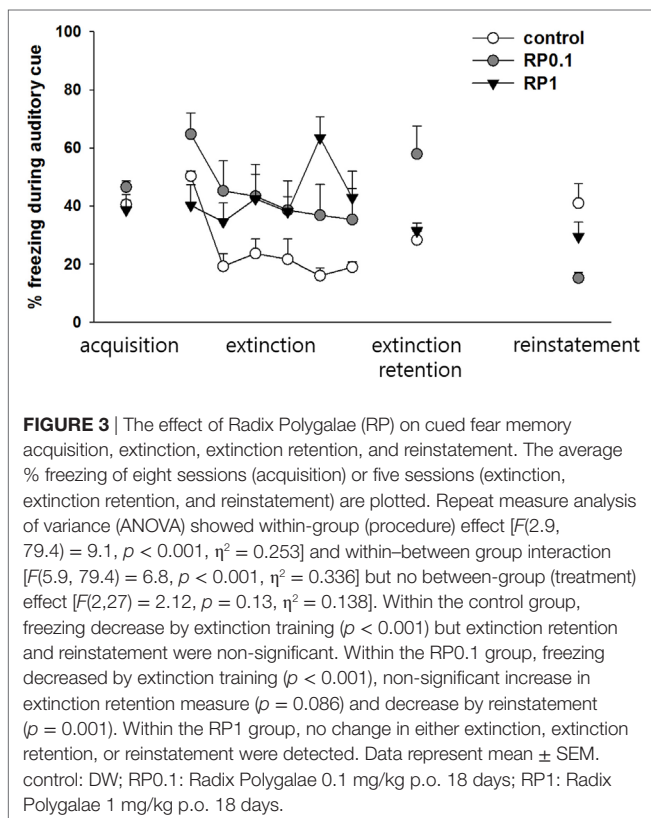 100
80
60
40
20
0
% freezing during auditory cue
control
RP0.1
RP1
acquisition
extinction
extinction
retention
reinstatement
FIGURE 3 | The effect of Radix Polygalae (RP) on cued fear memory
acquisition, extinction, extinction retention, and reinstatement. The average
% freezing of eight sessions (acquisition) or five sessions (extinction,
extinction retention, and reinstatement) are plotted. Repeat measure analysis
of variance (ANOVA) showed within-group (procedure) effect [F(2.9,
79.4) = 9.1, p < 0.001, η² = 0.253] and within–between group interaction
[F(5.9, 79.4) = 6.8, p < 0.001, η² = 0.336] but no between-group (treatment)
effect [F(2,27) = 2.12, p = 0.13, η² = 0.138]. Within the control group,
freezing decrease by extinction training (p < 0.001) but extinction retention
and reinstatement were non-significant. Within the RP0.1 group, freezing
decreased by extinction training (p < 0.001), non-significant increase in
extinction retention measure (p = 0.086) and decrease by reinstatement
(p = 0.001). Within the RP1 group, no change in either extinction, extinction
retention, or reinstatement were detected. Data represent mean ± SEM.
control: DW; RP0.1: Radix Polygalae 0.1 mg/kg p.o. 18 days; RP1: Radix
Polygalae 1 mg/kg p.o. 18 days.